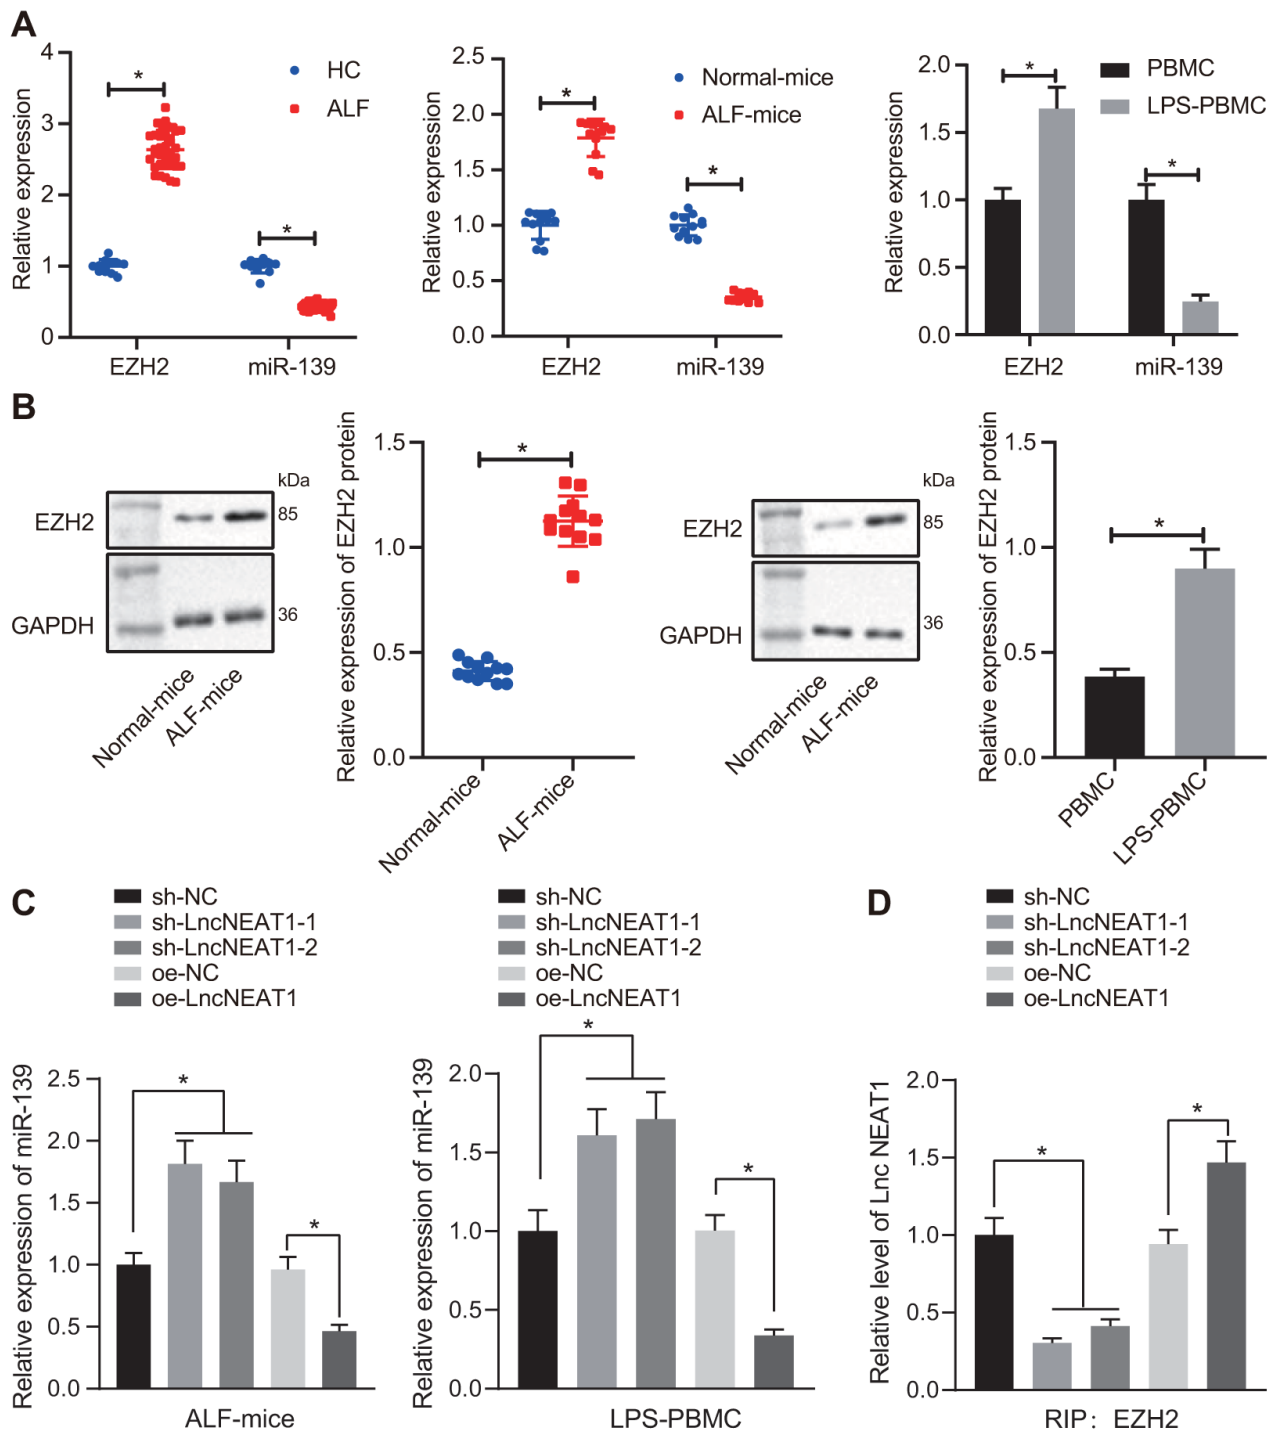 A
Relative expression
4
3
2
1
0
*
*
HC
ALF
EZH2
miR-139
Relative expression
2.5
2.0
1.5
1.0
0.5
0.0
*
*
Normal-mice
ALF-mice
EZH2
miR-139
Relative expression
2.0
1.5
1.0
0.5
0.0
*
*
PBMC
LPS-PBMC
EZH2
miR-139
B
kDa
EZH2
85
GAPDH
36
Normal-mice
ALF-mice
Relative expression of EZH2 protein
1.5
1.0
0.5
0.0
*
Normal-mice
ALF-mice
kDa
EZH2
85
GAPDH
36
Normal-mice
ALF-mice
Relative expression of EZH2 protein
1.5
1.0
0.5
0.0
*
PBMC
LPS-PBMC
C
sh-NC
sh-LncNEAT1-1
sh-LncNEAT1-2
oe-NC
oe-LncNEAT1
Relative expression of miR-139
2.5
2.0
1.5
1.0
0.5
0.0
*
*
ALF-mice
sh-NC
sh-LncNEAT1-1
sh-LncNEAT1-2
oe-NC
oe-LncNEAT1
Relative expression of miR-139
2.0
1.5
1.0
0.5
0.0
*
*
LPS-PBMC
D
sh-NC
sh-LncNEAT1-1
sh-LncNEAT1-2
oe-NC
oe-LncNEAT1
Relative level of Lnc NEAT1
2.0
1.5
1.0
0.5
0.0
*
*
RIP: EZH2